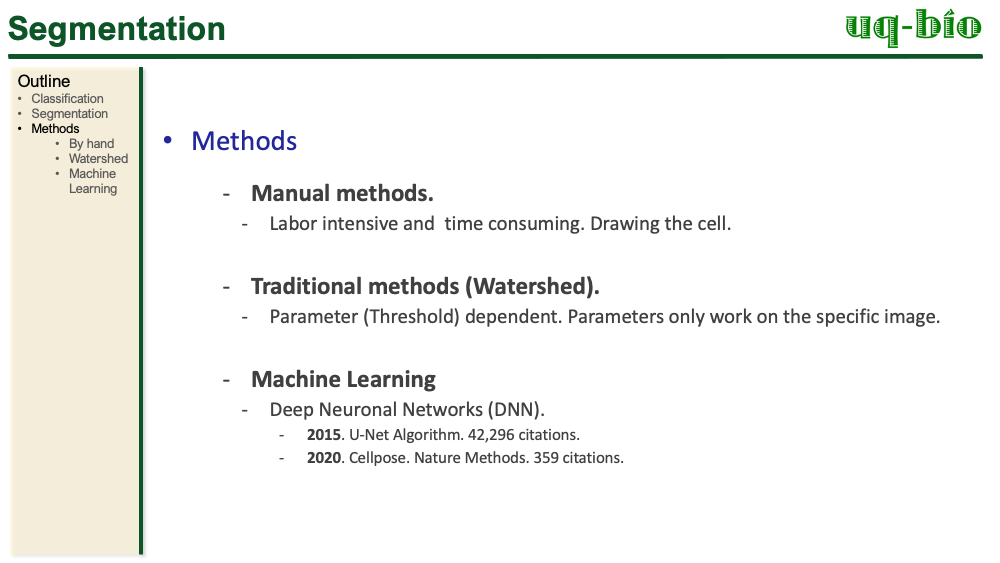 Segmentation
uq-bio
Outline
• Classification
• Segmentation
• Methods
• By hand
• Watershed
• Machine
Learning
• Methods
- Manual methods.
- Labor intensive and  time consuming. Drawing the cell.
- Traditional methods (Watershed).
- Parameter (Threshold) dependent. Parameters only work on the specific image.
- Machine Learning
- Deep Neuronal Networks (DNN).
- 2015. U-Net Algorithm. 42,296 citations.
- 2020. Cellpose. Nature Methods. 359 citations.